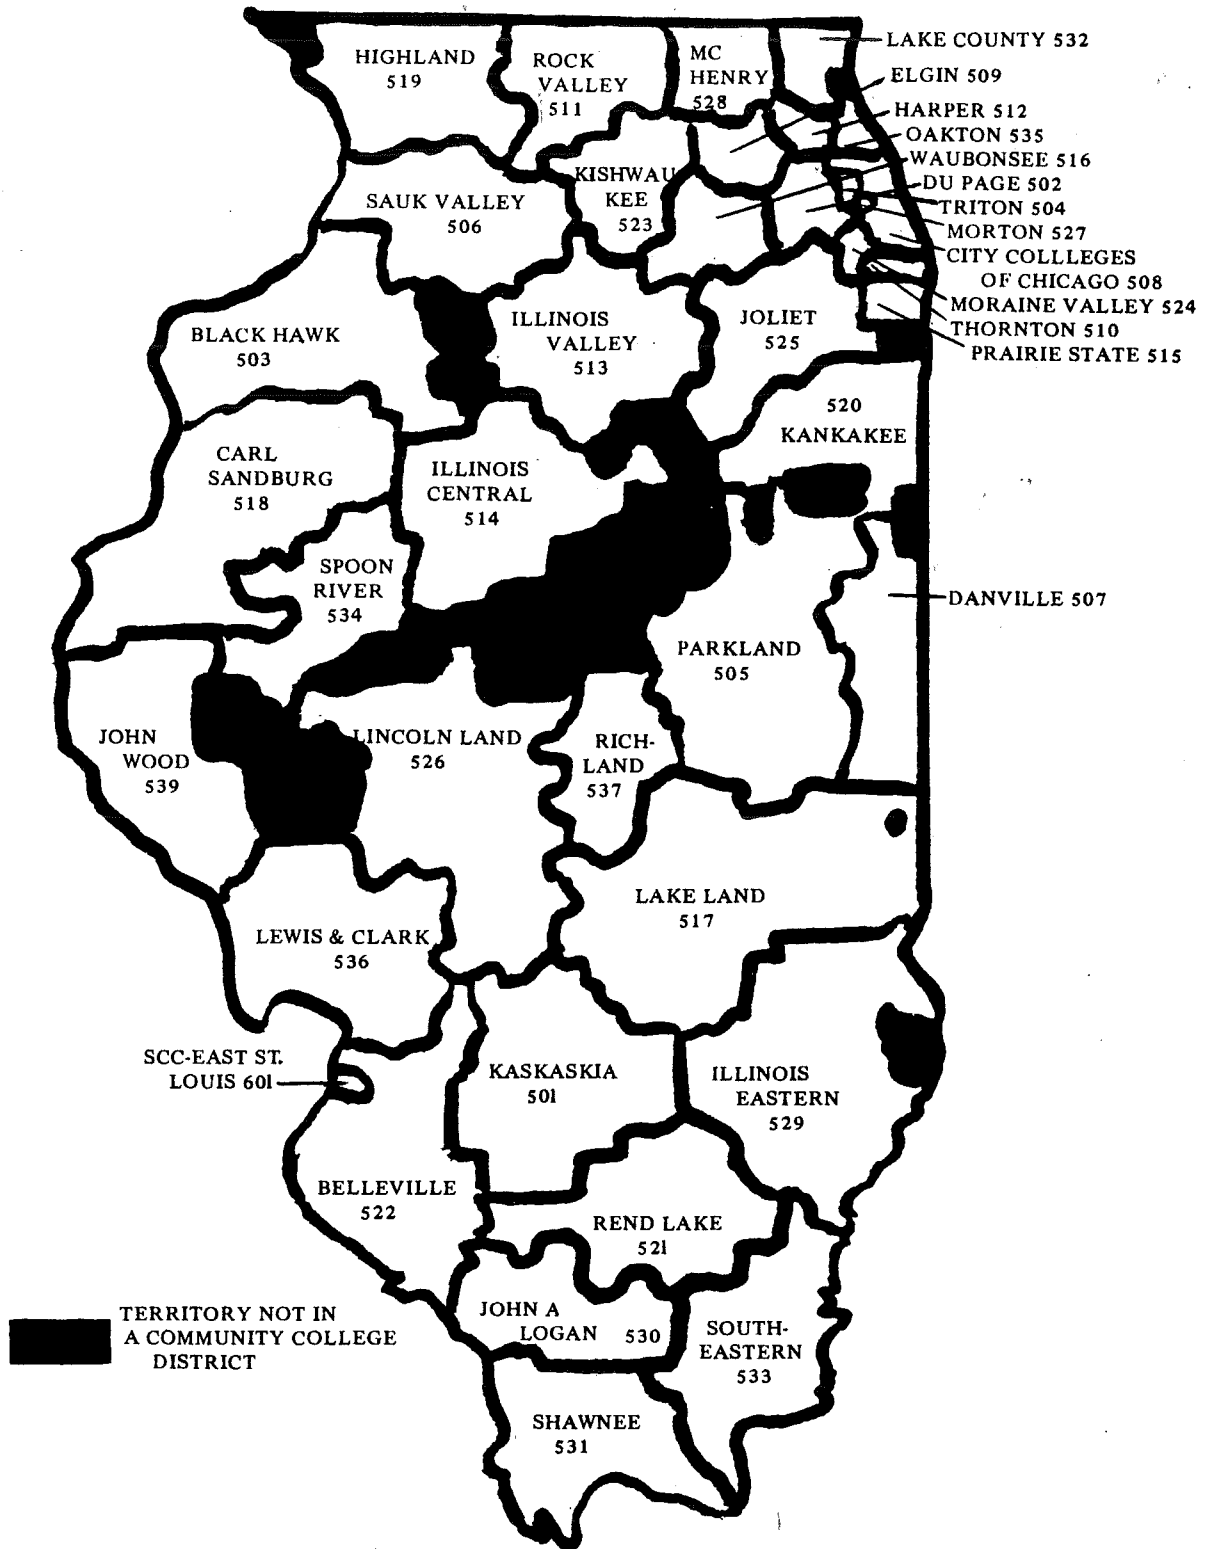 HIGHLAND
519
ROCK
VALLEY
511
MC
HENRY
528
LAKE COUNTY 532
ELGIN 509
HARPER 512
OAKTON 535
WAUBONSEE 516
DU PAGE 502
TRITON 504
MORTON 527
CITY COLLLEGES
OF CHICAGO 508
MORAINE VALLEY 524
THORNTON 510
PRAIRIE STATE 515
KISHWAU
KEE
523
SAUK VALLEY
506
BLACK HAWK
503
ILLINOIS
VALLEY
513
JOLIET
525
520
KANKAKEE
CARL
SANDBURG
518
ILLINOIS
CENTRAL
514
SPOON
RIVER
534
DANVILLE 507
PARKLAND
505
JOHN
WOOD
539
LINCOLN LAND
526
RICH-
LAND
537
LAKE LAND
517
LEWIS & CLARK
536
SCC-EAST ST.
LOUIS 601
KASKASKIA
501
ILLINOIS
EASTERN
529
BELLEVILLE
522
REND LAKE
521
JOHN A
LOGAN 530
SOUTH-
EASTERN
533
SHAWNEE
531
TERRITORY NOT IN
A COMMUNITY COLLEGE
DISTRICT